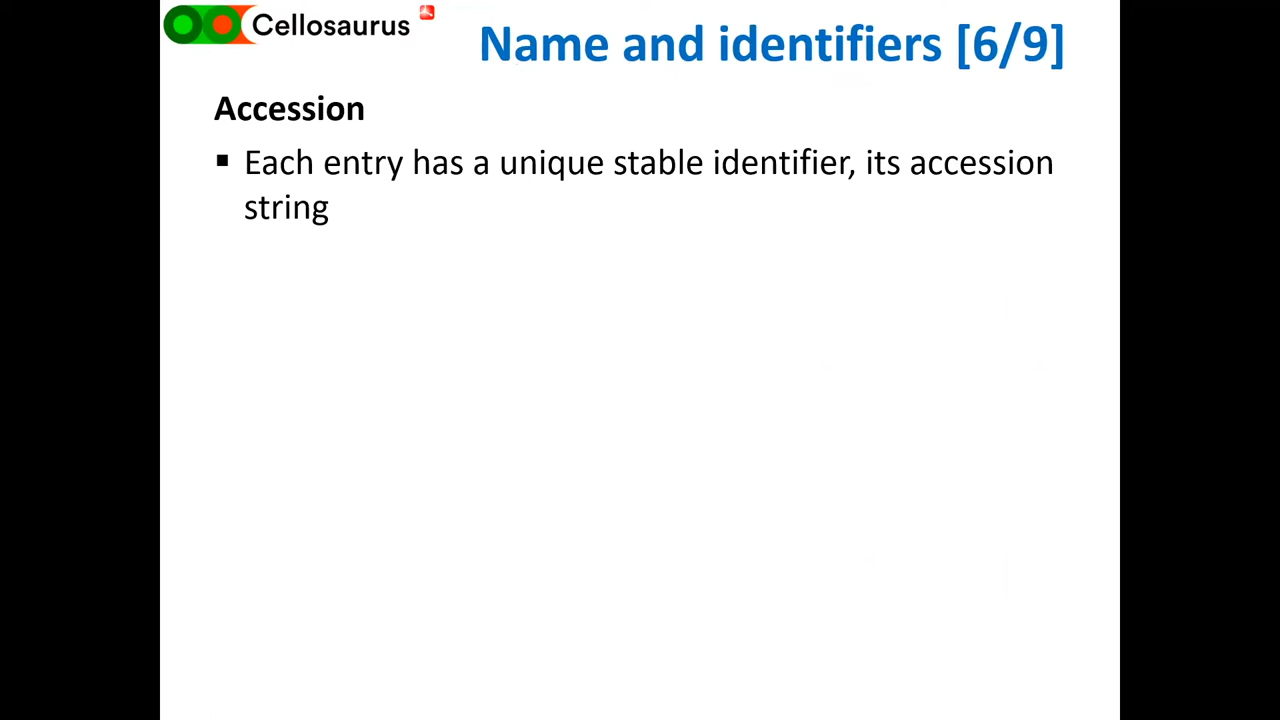 Cellosaurus
Name and identifiers [6/9]
Accession
▪ Each entry has a unique stable identifier, its accession
string